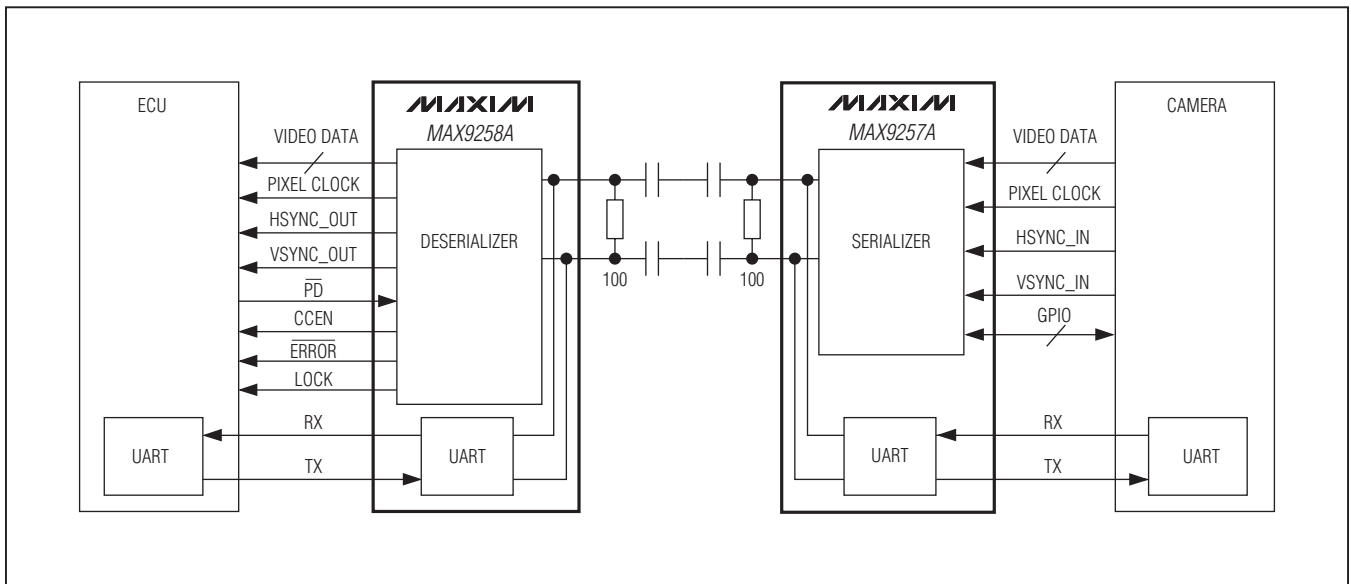 ECU
MAXIM
MAX9258A
MAXIM
MAX9257A
CAMERA
VIDEO DATA
PIXEL CLOCK
HSYNC_OUT
VSYNC_OUT
PD
CCEN
ERROR
LOCK
DESERIALIZER
100
100
SERIALIZER
VIDEO DATA
PIXEL CLOCK
HSYNC_IN
VSYNC_IN
GPIO
UART
RX
TX
UART
UART
RX
TX
UART